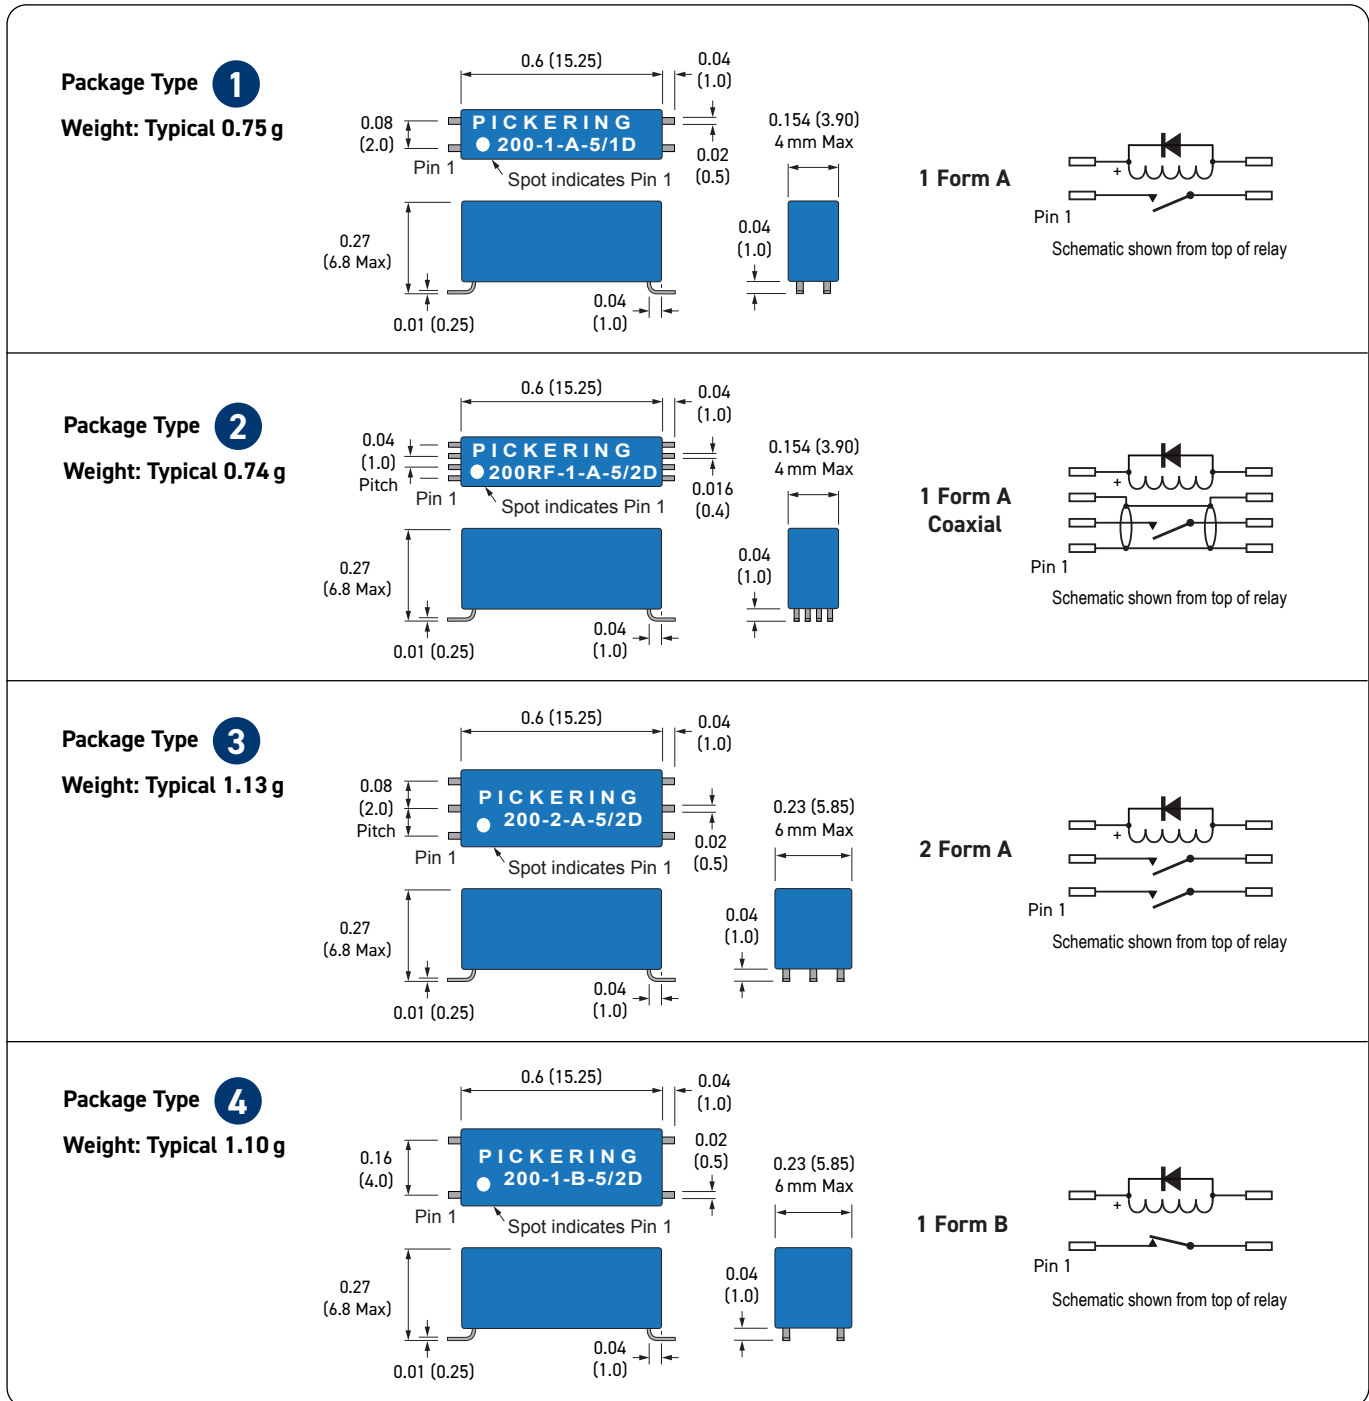 Package Type 1
Weight: Typical 0.75 g
0.6 (15.25)
0.04
(1.0)
0.08
(2.0)
PICKERING
200-1-A-5/1D
0.02
(0.5)
Pin 1
Spot indicates Pin 1
0.154 (3.90)
4 mm Max
0.27
(6.8 Max)
0.01 (0.25)
0.04
(1.0)
0.04
(1.0)
1 Form A
+
Pin 1
Schematic shown from top of relay
Package Type 2
Weight: Typical 0.74 g
0.6 (15.25)
0.04
(1.0)
0.04
(1.0)
Pitch
PICKERING
200RF-1-A-5/2D
0.016
(0.4)
Pin 1
Spot indicates Pin 1
0.154 (3.90)
4 mm Max
0.27
(6.8 Max)
0.01 (0.25)
0.04
(1.0)
0.04
(1.0)
1 Form A
Coaxial
+
Pin 1
Schematic shown from top of relay
Package Type 3
Weight: Typical 1.13 g
0.6 (15.25)
0.04
(1.0)
0.08
(2.0)
Pitch
PICKERING
200-2-A-5/2D
0.02
(0.5)
Pin 1
Spot indicates Pin 1
0.23 (5.85)
6 mm Max
0.27
(6.8 Max)
0.01 (0.25)
0.04
(1.0)
0.04
(1.0)
2 Form A
+
Pin 1
Schematic shown from top of relay
Package Type 4
Weight: Typical 1.10 g
0.6 (15.25)
0.04
(1.0)
0.16
(4.0)
PICKERING
200-1-B-5/2D
0.02
(0.5)
Pin 1
Spot indicates Pin 1
0.23 (5.85)
6 mm Max
0.27
(6.8 Max)
0.01 (0.25)
0.04
(1.0)
0.04
(1.0)
1 Form B
+
Pin 1
Schematic shown from top of relay